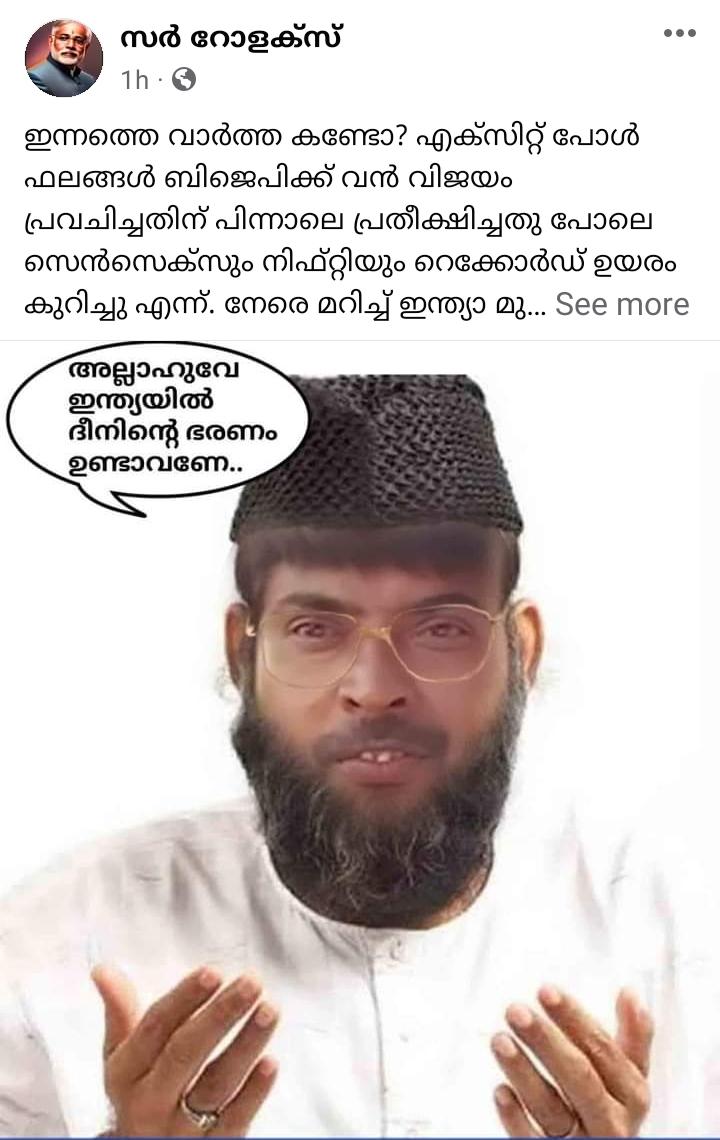 സർ റോളക്സ്
1h ·
ഇന്നത്തെ വാർത്ത കണ്ടോ? എക്സിറ്റ് പോൾ
ഫലങ്ങൾ ബിജെപിക്ക് വൻ വിജയം
പ്രവചിച്ചതിന് പിന്നാലെ പ്രതീക്ഷിച്ചതു പോലെ
സെൻസെക്സും നിഫ്റ്റിയും റെക്കോർഡ് ഉയരം
കുറിച്ചു എന്ന്. നേരെ മറിച്ച് ഇന്ത്യാ മു... See more
അല്ലാഹുവേ
ഇന്ത്യയിൽ
ദീനിന്റെ ഭരണം
ഉണ്ടാവണേ..